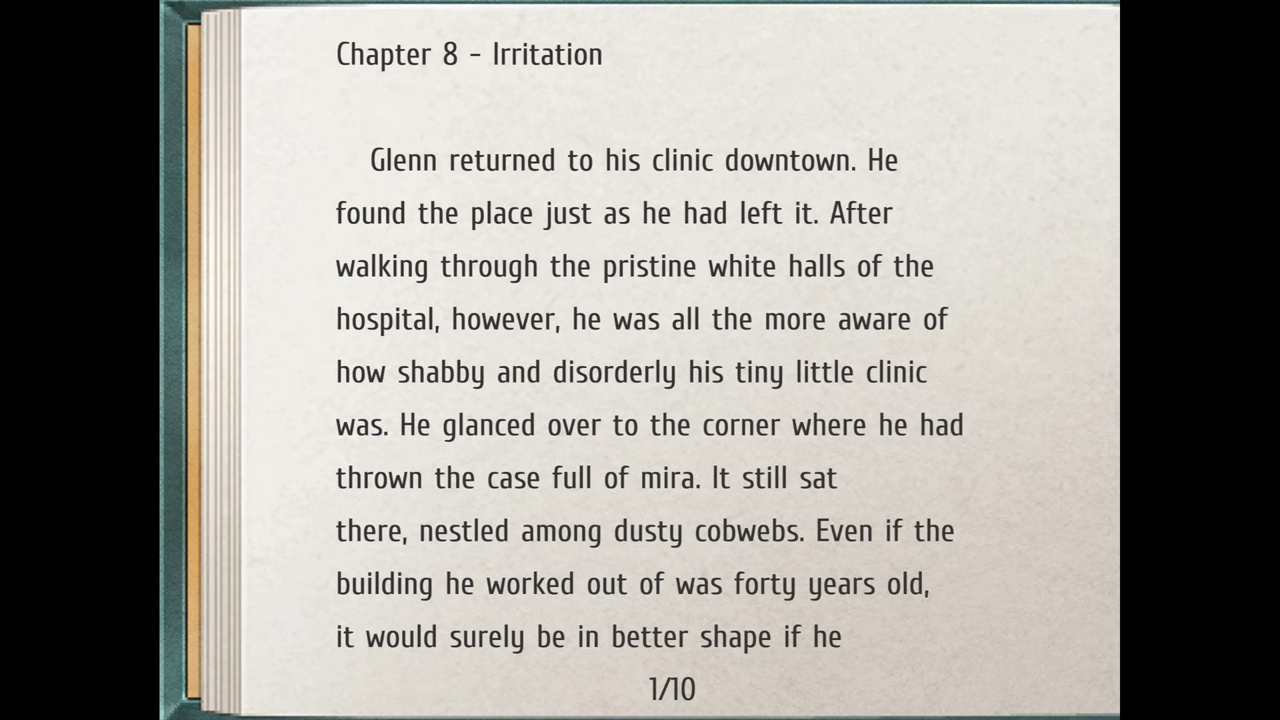 Chapter 8 - Irritation
Glenn returned to his clinic downtown. He
found the place just as he had left it. After
walking through the pristine white halls of the
hospital, however, he was all the more aware of
how shabby and disorderly his tiny little clinic
was. He glanced over to the corner where he had
thrown the case full of mira. It still sat
there, nestled among dusty cobwebs. Even if the
building he worked out of was forty years old,
it would surely be in better shape if he
1/10